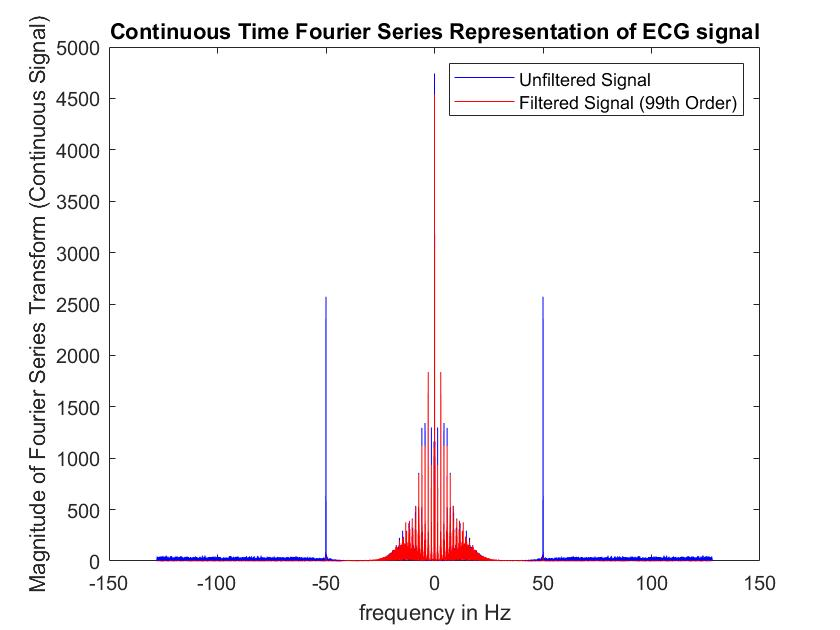 Continuous Time Fourier Series Representation of ECG signal
Magnitude of Fourier Series Transform (Continuous Signal)
5000
4500
4000
3500
3000
2500
2000
1500
1000
500
0
Unfiltered Signal
Filtered Signal (99th Order)
-150 -100 -50 0 50 100 150
frequency in Hz